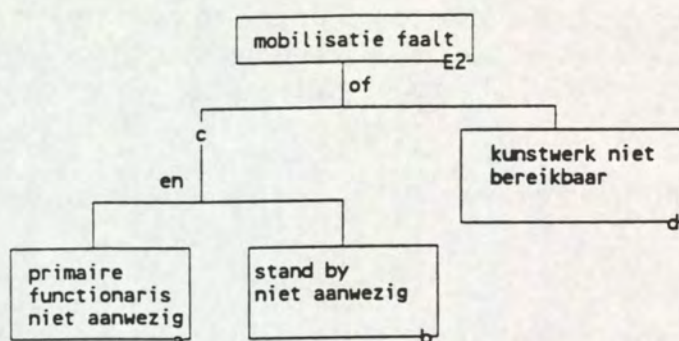 mobilisatie faalt
E2
of
c
kunstwerk niet
bereikbaar
d
en
primaire
functionaris
niet aanwezig
a
stand by
niet aanwezig
b